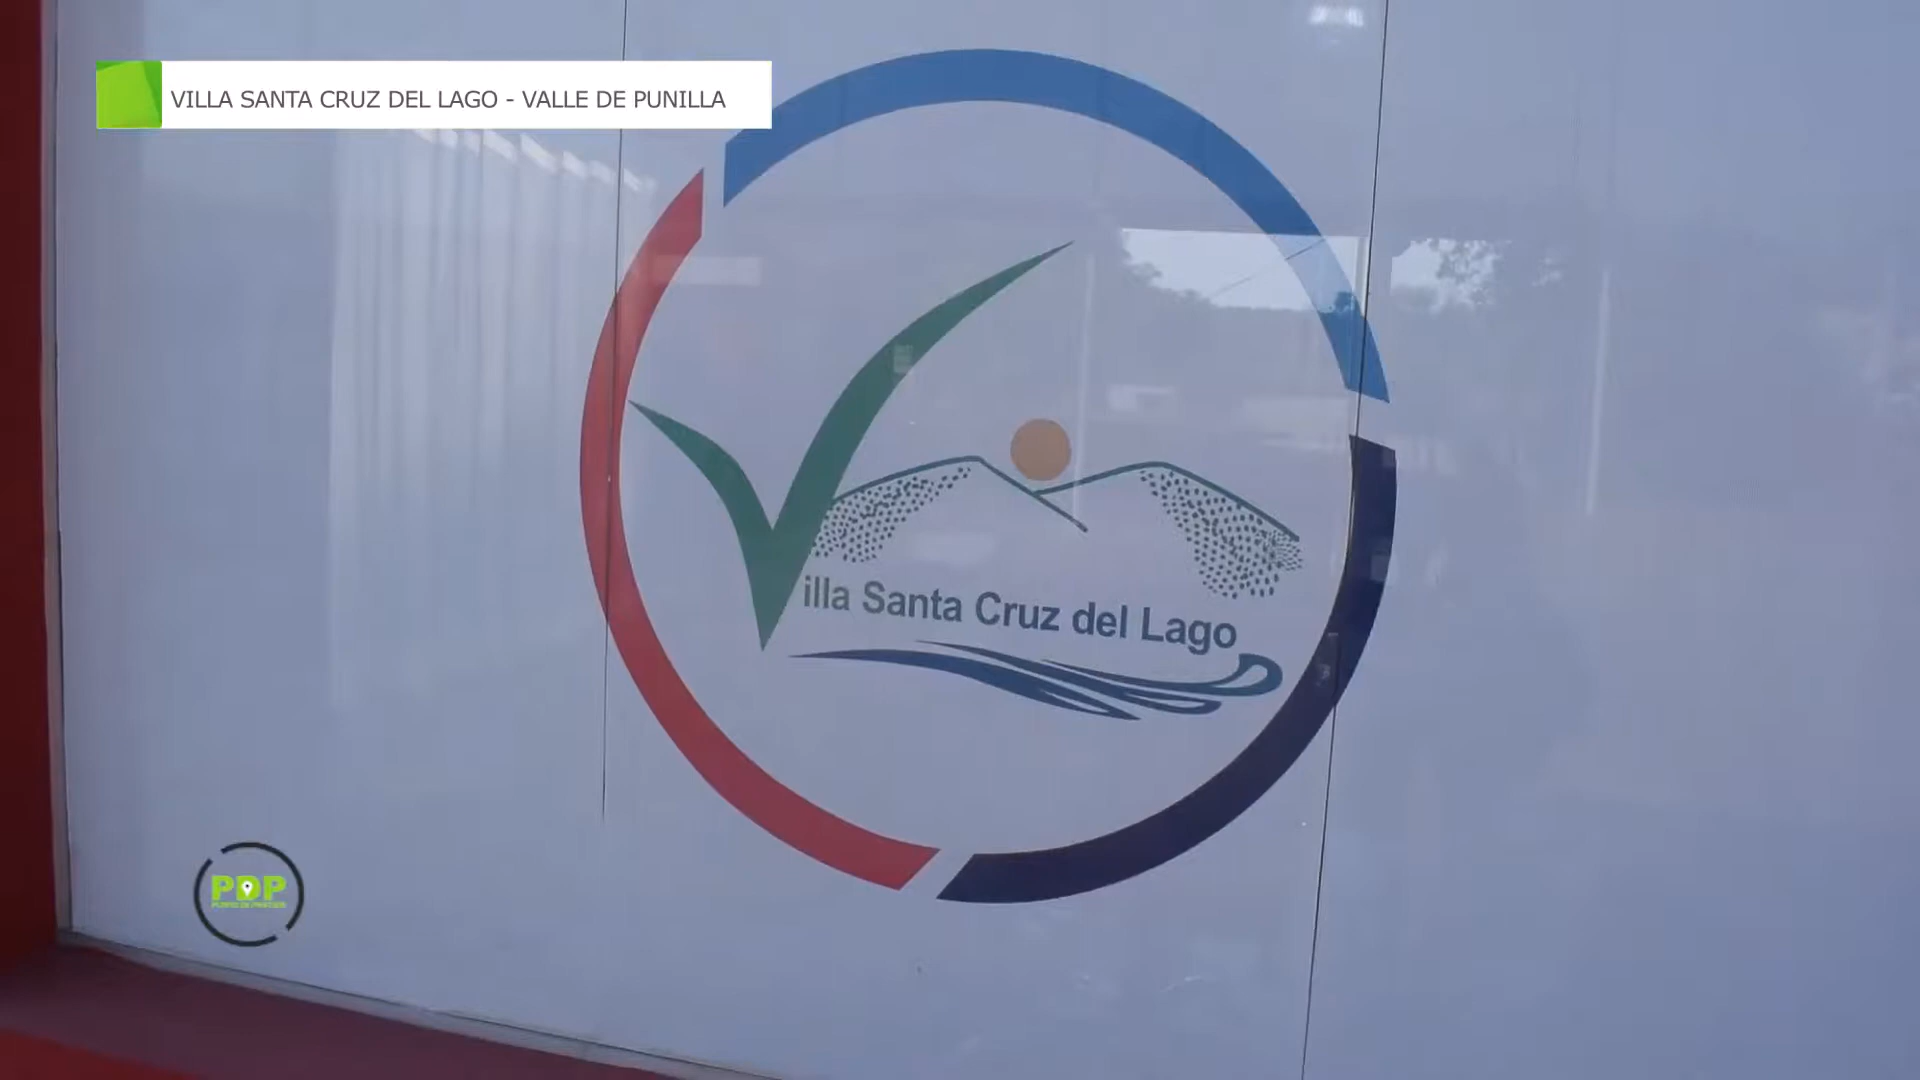 VILLA SANTA CRUZ DEL LAGO - VALLE DE PUNILLA
Villa Santa Cruz del Lago
PDP